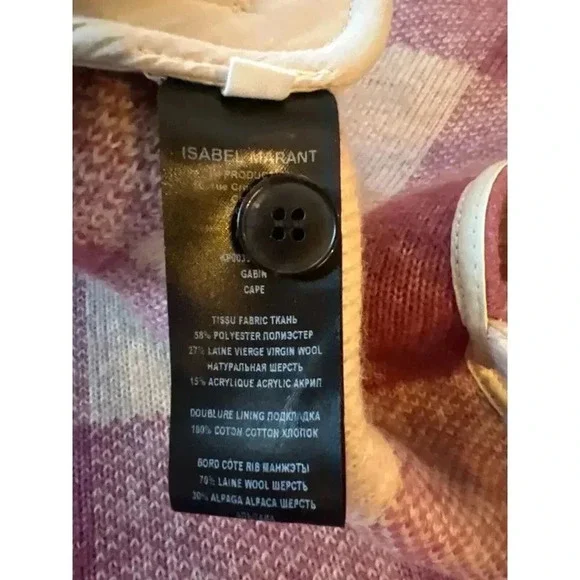 ISABEL MARANT
GABIN
CAPE
TISSU FABRIC ТКАНЬ
58% POLYESTER ПОЛИЭСТЕР
27% LAINE VIERGE VIRGIN WOOL
НАТУРАЛЬНАЯ ШЕРСТЬ
15% ACRYLIQUE ACRYLIC АКРИЛ
DOUBLURE LINING ПОДКЛАДКА
100% COTON COTTON ХЛОПОК
BORD CÔTE RIB МАНЖЭТЫ
70% LAINE WOOL ШЕРСТЬ
30% ALPAGA ALPACA ШЕРСТЬ